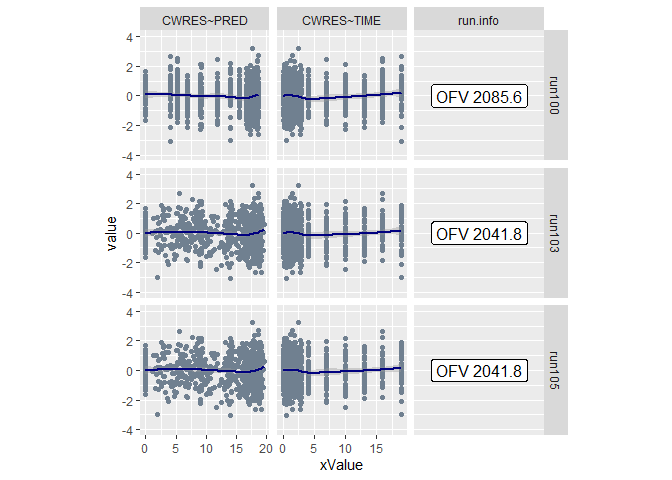 CWRES~PRED CWRES~TIME run.info
4
2
0
-2
-4
OFV 2085.6
run100
value
4
2
0
-2
-4
OFV 2041.8
run103
4
2
0
-2
-4
OFV 2041.8
run105
0 5 10 15 20 0 5 10 15
xValue